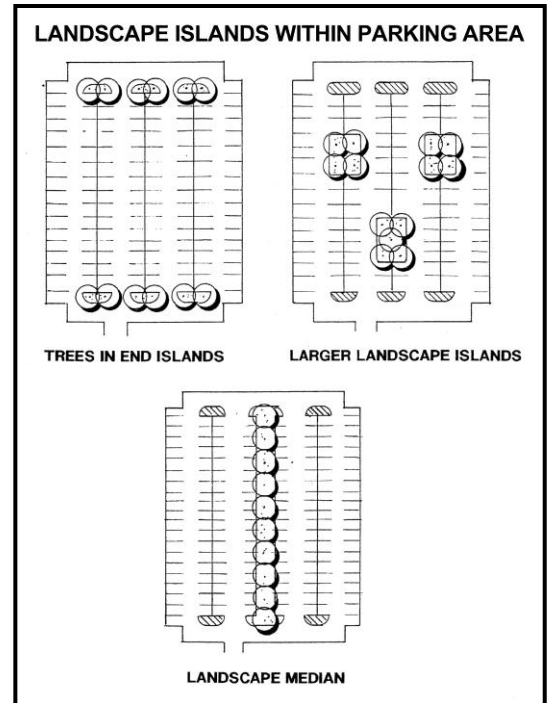 LANDSCAPE ISLANDS WITHIN PARKING AREA
TREES IN END ISLANDS
LARGER LANDSCAPE ISLANDS
LANDSCAPE MEDIAN